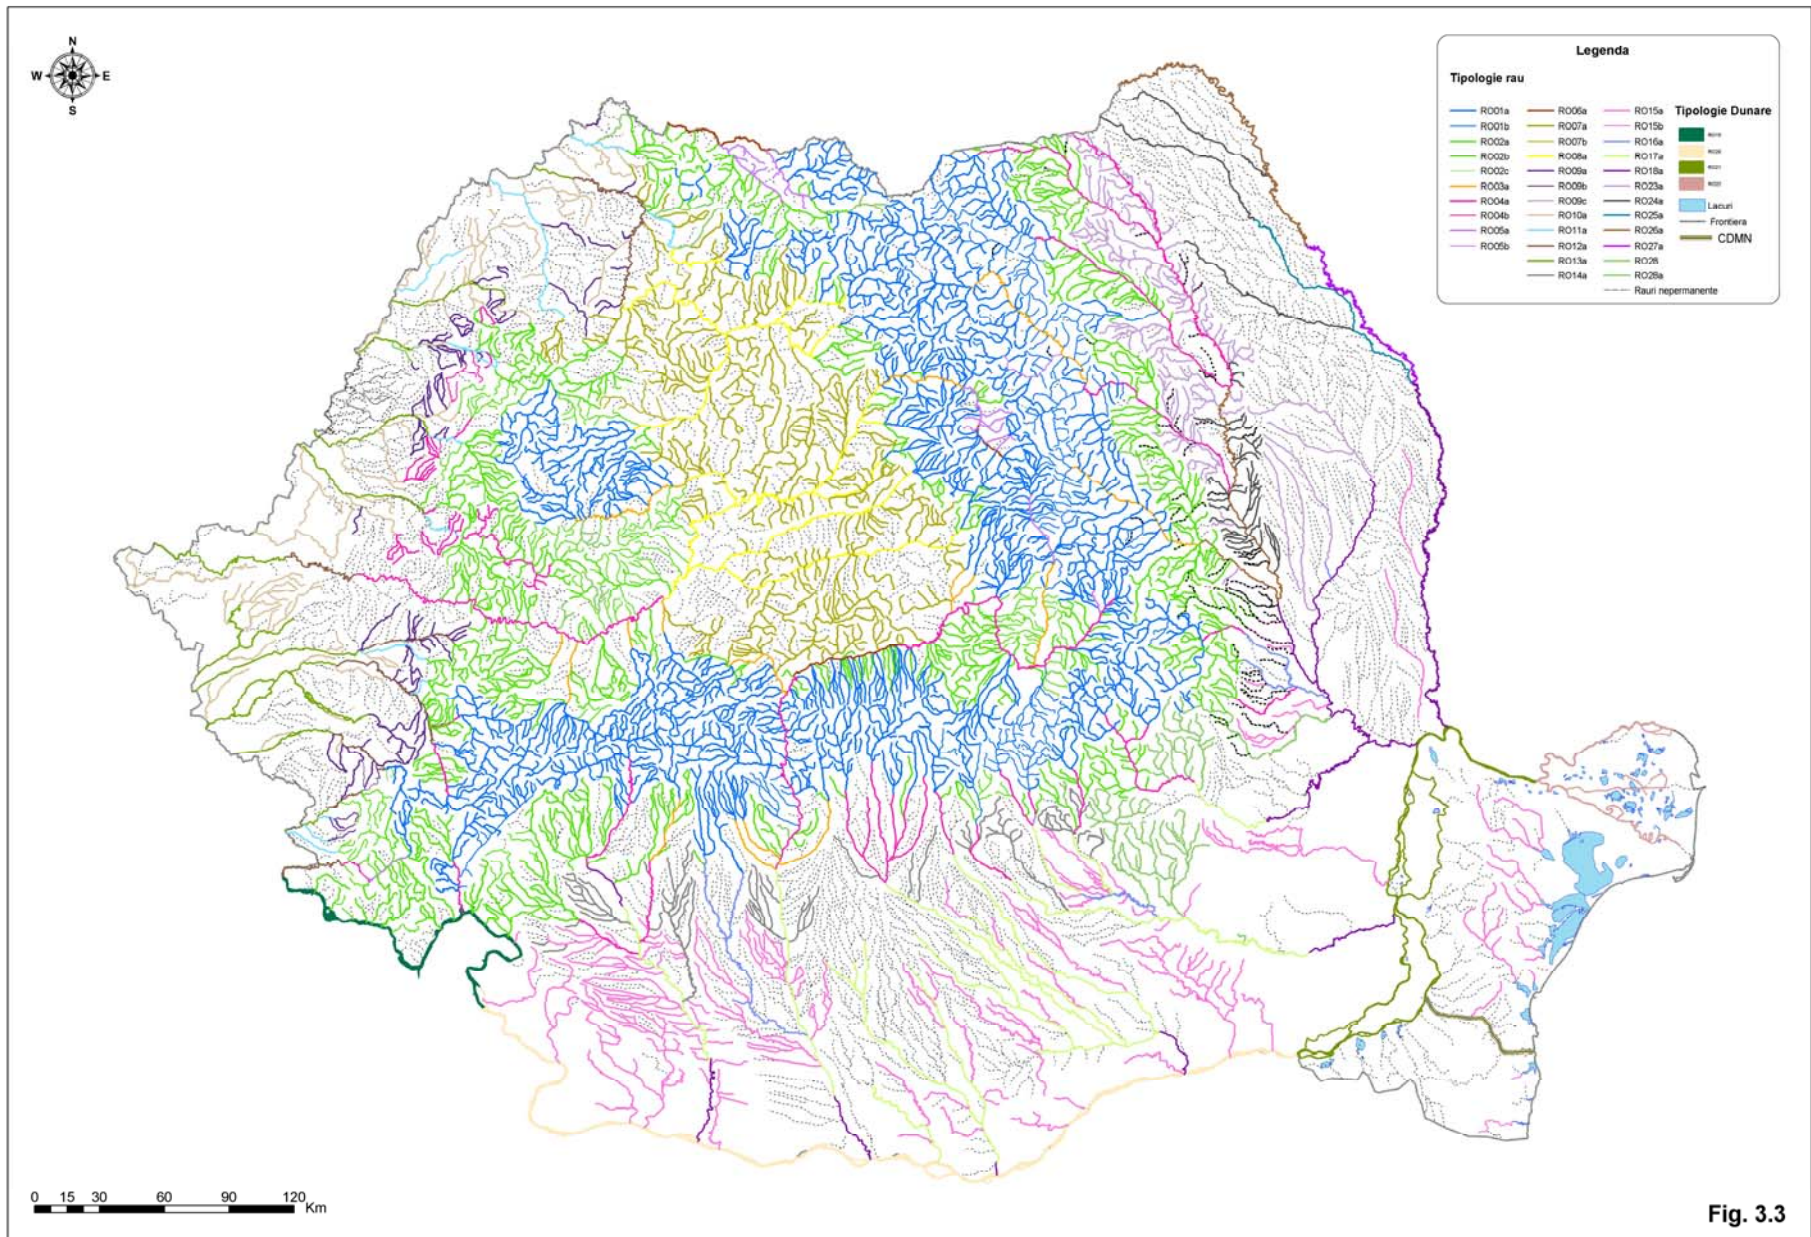 N
W E
S
Legenda
Tipologie rau
RO01a
RO01b
RO02a
RO02b
RO02c
RO03a
RO04a
RO04b
RO05a
RO05b
RO06a
RO07a
RO07b
RO08a
RO09a
RO09b
RO09c
RO10a
RO11a
RO12a
RO13a
RO14a
RO15a
RO15b
RO16a
RO17a
RO18a
RO23a
RO24a
RO25a
RO26a
RO27a
RO28
RO28a
Rauri nepermanente
Tipologie Dunare
Lacuri
Frontiera
CDMN
0 15 30 60 90 120
Km
Fig. 3.3